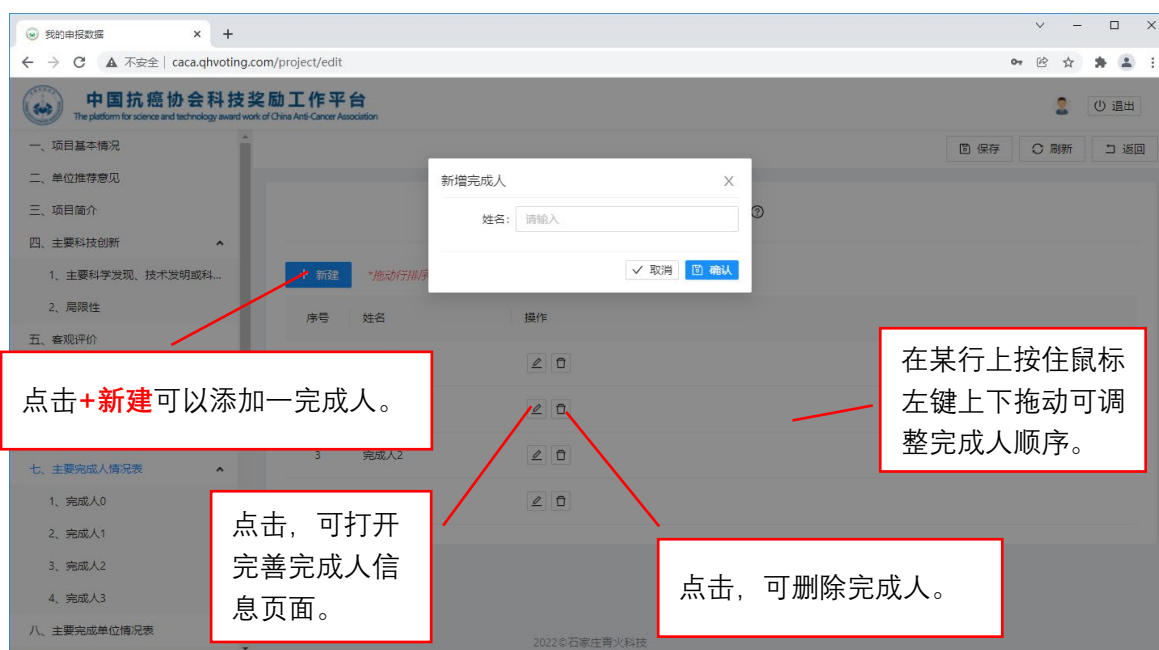 我的申报数据
不安全 | caca.qhvoting.com/project/edit
中国抗癌协会科技奖励工作平台
The platform for science and technology award work of China Anti-Cancer Association
退出
保存 刷新 返回
一、项目基本情况
二、单位推荐意见
三、项目简介
四、主要科技创新
1、主要科学发现、技术发明或科...
2、局限性
五、客观评价
新增完成人 X
姓名: 请输入
取消 确认
+ 新建 *拖动行排序
序号 姓名 操作
点击+新建可以添加一完成人。
在某行上按住鼠标
左键上下拖动可调
整完成人顺序。
3 完成人2
七、主要完成人情况表
1、完成人0
2、完成人1
3、完成人2
4、完成人3
八、主要完成单位情况表
点击，可打开
完善完成人信
息页面。
点击，可删除完成人。
2022©石家庄青火科技